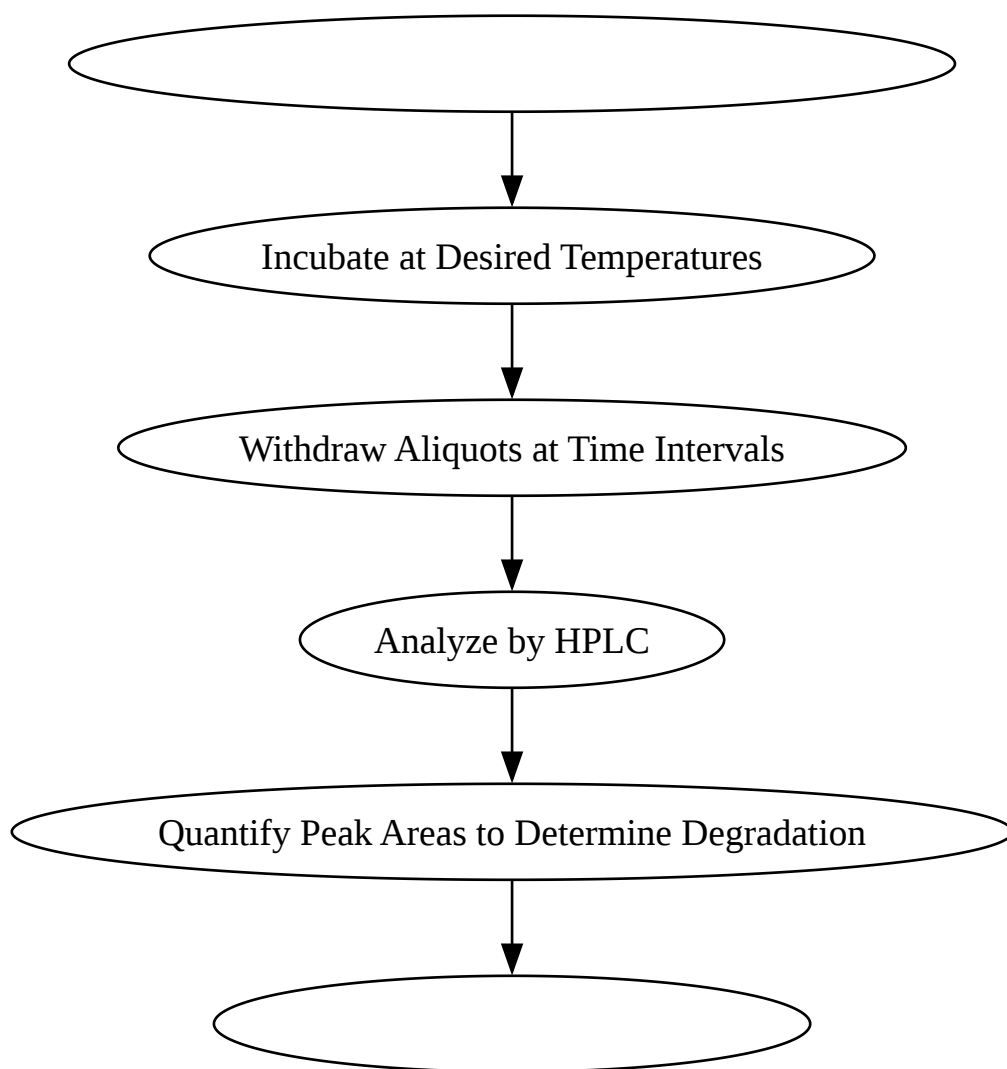 Incubate at Desired Temperatures
Withdraw Aliquots at Time Intervals
Analyze by HPLC
Quantify Peak Areas to Determine Degradation